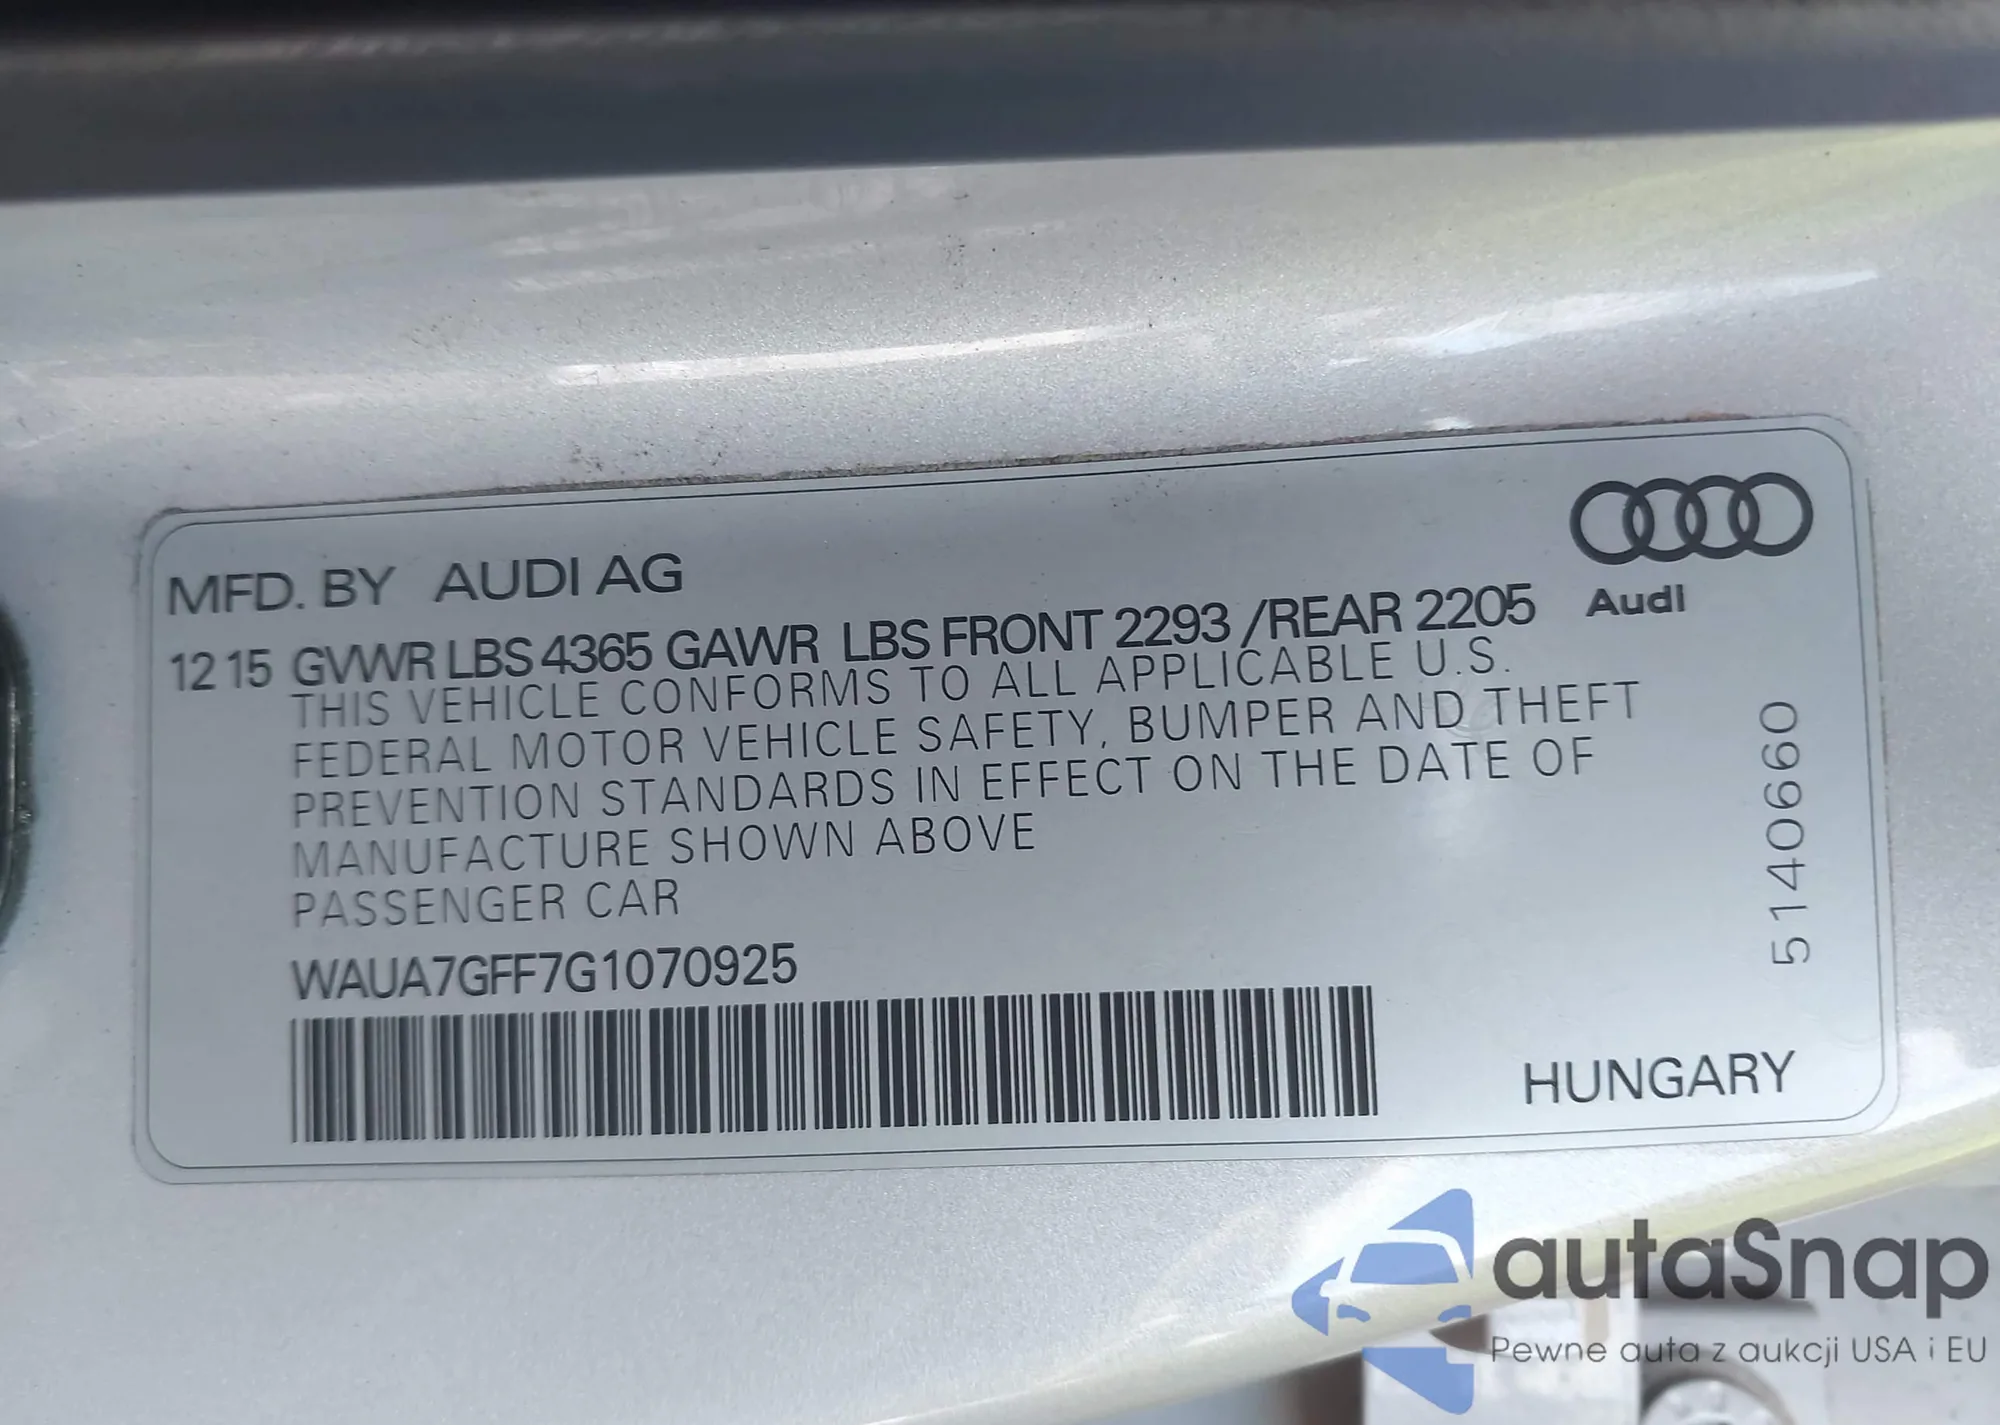 MFD. BY AUDI AG
Audi
12 15 GVWR LBS 4365 GAWR LBS FRONT 2293 /REAR 2205
THIS VEHICLE CONFORMS TO ALL APPLICABLE U.S.
FEDERAL MOTOR VEHICLE SAFETY, BUMPER AND THEFT
PREVENTION STANDARDS IN EFFECT ON THE DATE OF
MANUFACTURE SHOWN ABOVE
PASSENGER CAR
WAUA7GFF7G1070925
5140660
HUNGARY
autaSnap
Pewne auta z aukcji USA i EU